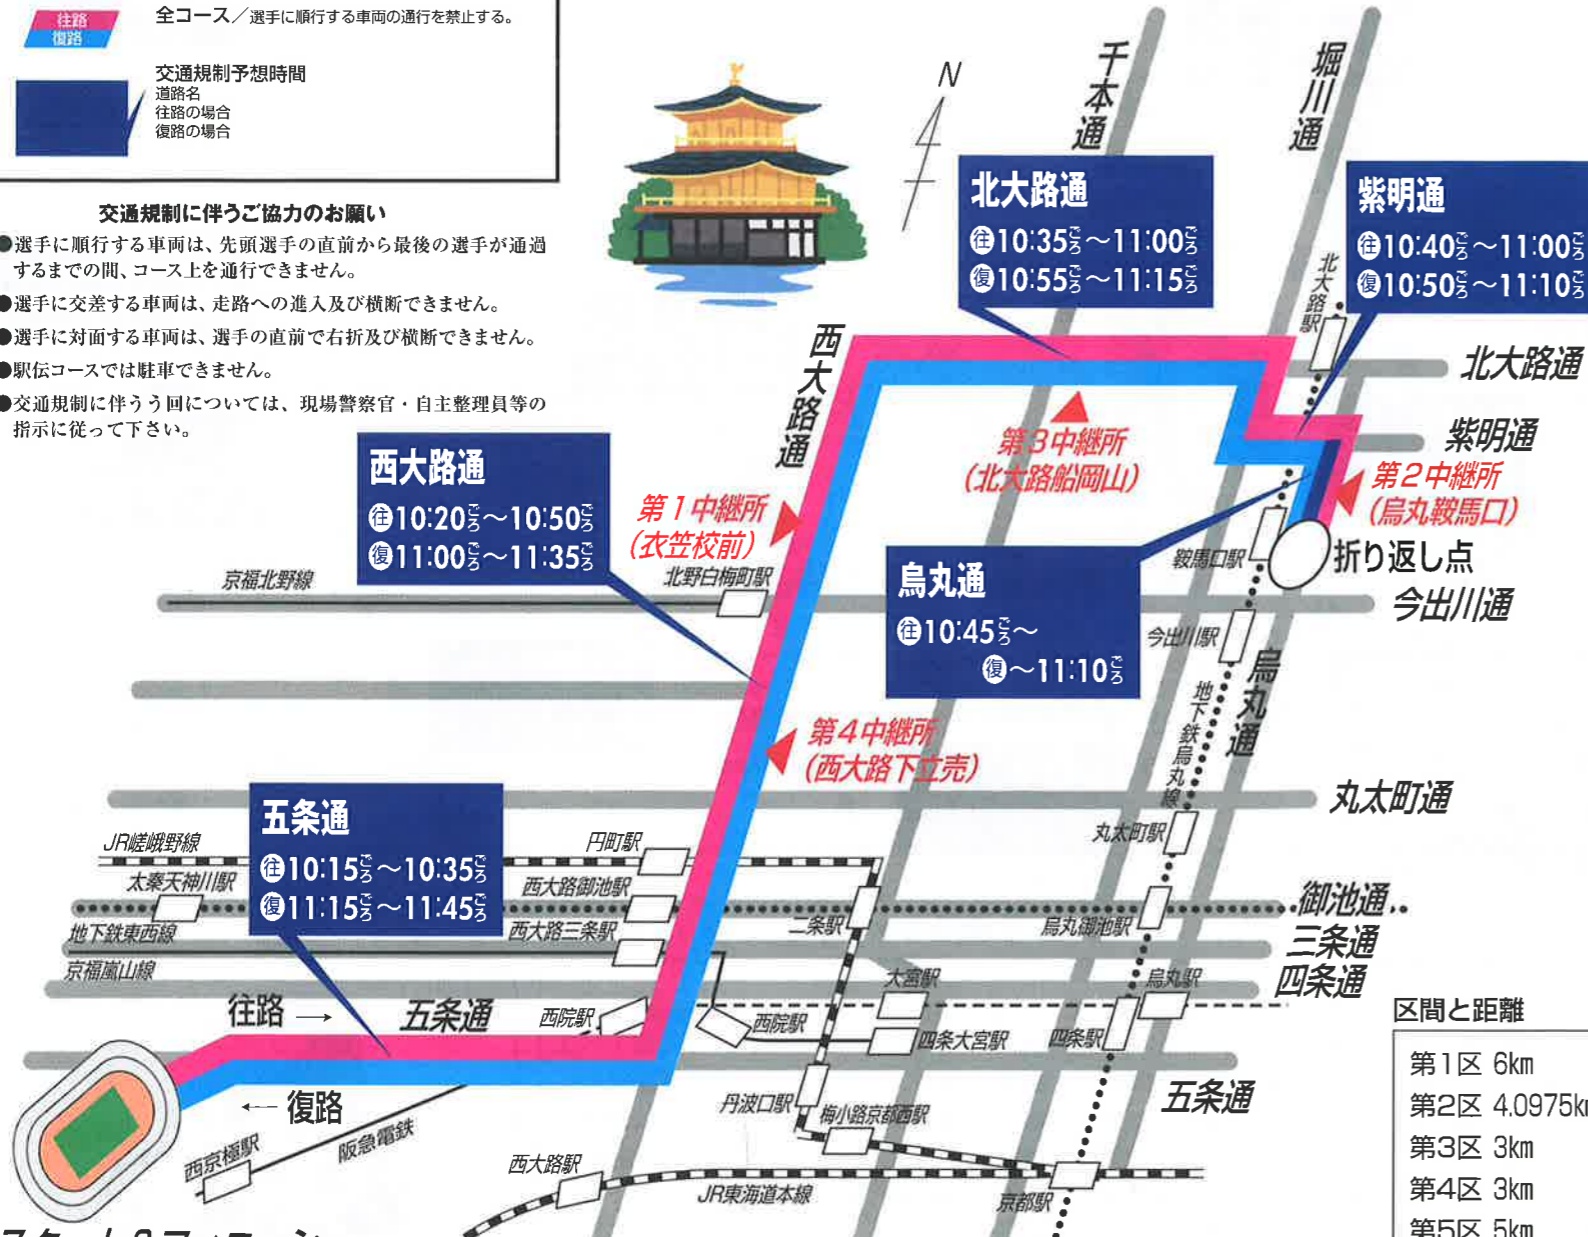 往路
復路
全コース／選手に順行する車両の通行を禁止する。
交通規制予想時間
道路名
往路の場合
復路の場合
交通規制に伴うご協力のお願い
●選手に順行する車両は、先頭選手の直前から最後の選手が通過
するまでの間、コース上を通行できません。
●選手に交差する車両は、走路への進入及び横断できません。
●選手に対面する車両は、選手の直前で右折及び横断できません。
●駅伝コースでは駐車できません。
●交通規制に伴うう回については、現場警察官・自主整理員等の
指示に従って下さい。
N
千本通
堀川通
北大路通
往10:35ごろ～11:00ごろ
復10:55ごろ～11:15ごろ
紫明通
往10:40ごろ～11:00ごろ
復10:50ごろ～11:10ごろ
北大路駅
西大路通
北大路通
紫明通
第3中継所
(北大路船岡山)
第2中継所
(烏丸鞍馬口)
西大路通
往10:20ごろ～10:50ごろ
復11:00ごろ～11:35ごろ
第1中継所
(衣笠校前)
鞍馬口駅
折り返し点
烏丸通
往10:45ごろ～
復～11:10ごろ
京福北野線
北野白梅町駅
今出川通
今出川駅
烏丸通
地下鉄烏丸線
第4中継所
(西大路下立売)
丸太町通
五条通
往10:15ごろ～10:35ごろ
復11:15ごろ～11:45ごろ
JR嵯峨野線
円町駅
丸太町駅
太秦天神川駅
西大路御池駅
御池通
地下鉄東西線
西大路三条駅
二条駅
烏丸御池駅
三条通
京福嵐山線
大宮駅
烏丸駅
四条通
往路 →
五条通
西院駅
西院駅
四条大宮駅
四条駅
区間と距離
← 復路
丹波口駅
梅小路京都西駅
五条通
阪急電鉄
西京極駅
西大路駅
JR東海道本線
京都駅
第1区 6km
第2区 4.0975km
第3区 3km
第4区 3km
第5区 5km